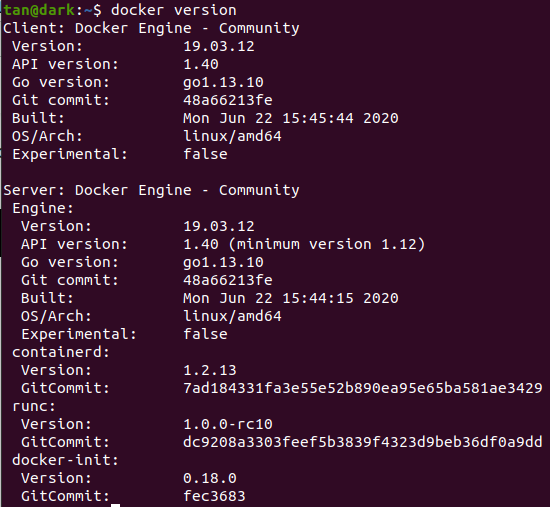 tan@dark:~$ docker version
Client: Docker Engine - Community
 Version:           19.03.12
 API version:       1.40
 Go version:        go1.13.10
 Git commit:        48a66213fe
 Built:             Mon Jun 22 15:45:44 2020
 OS/Arch:           linux/amd64
 Experimental:      false

Server: Docker Engine - Community
 Engine:
  Version:          19.03.12
  API version:      1.40 (minimum version 1.12)
  Go version:       go1.13.10
  Git commit:       48a66213fe
  Built:            Mon Jun 22 15:44:15 2020
  OS/Arch:          linux/amd64
  Experimental:     false
 containerd:
  Version:          1.2.13
  GitCommit:        7ad184331fa3e55e52b890ea95e65ba581ae3429
 runc:
  Version:          1.0.0-rc10
  GitCommit:        dc9208a3303feef5b3839f4323d9beb36df0a9dd
 docker-init:
  Version:          0.18.0
  GitCommit:        fec3683